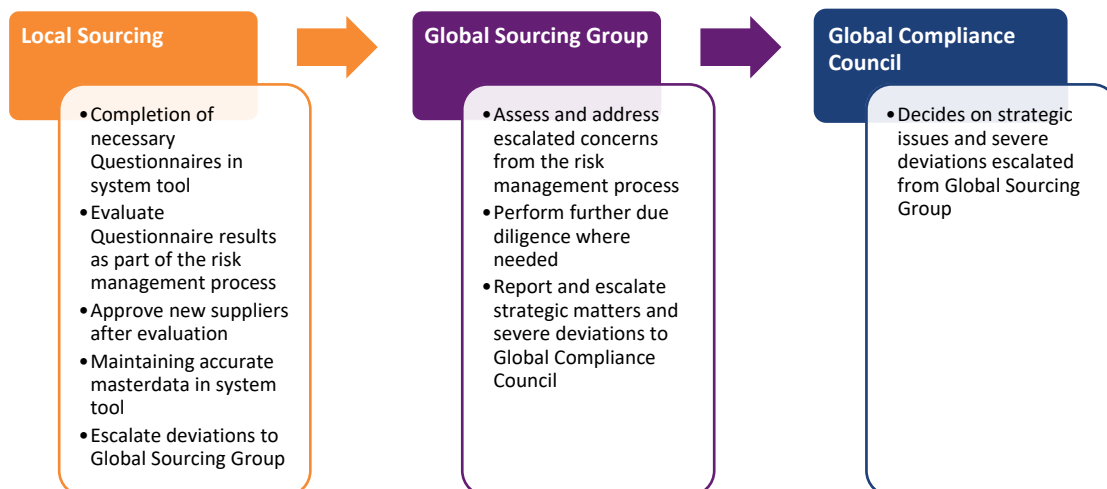 Local Sourcing
•Completion of
necessary
Questionnaires in
system tool
•Evaluate
Questionnaire results
as part of the risk
management process
•Approve new suppliers
after evaluation
•Maintaining accurate
masterdata in system
tool
•Escalate deviations to
Global Sourcing Group
Global Sourcing Group
•Assess and address
escalated concerns
from the risk
management process
•Perform further due
diligence where
needed
•Report and escalate
strategic matters and
severe deviations to
Global Compliance
Council
Global Compliance
Council
•Decides on strategic
issues and severe
deviations escalated
from Global Sourcing
Group